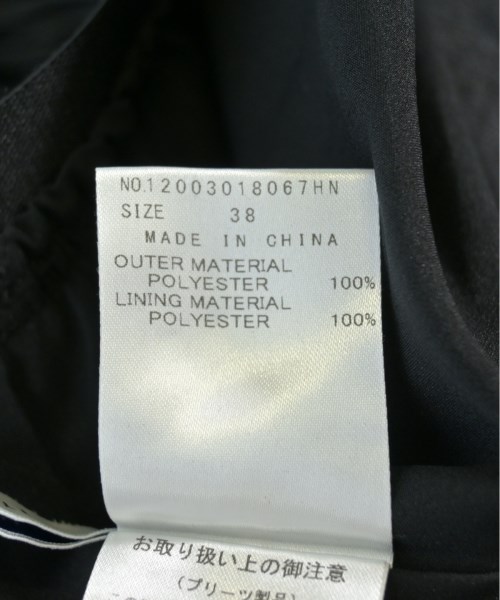 NO.12003018067HN
SIZE 38
MADE IN CHINA
OUTER MATERIAL
POLYESTER 100%
LINING MATERIAL
POLYESTER 100%
お取り扱い上の御注意
(プリーツ製品)